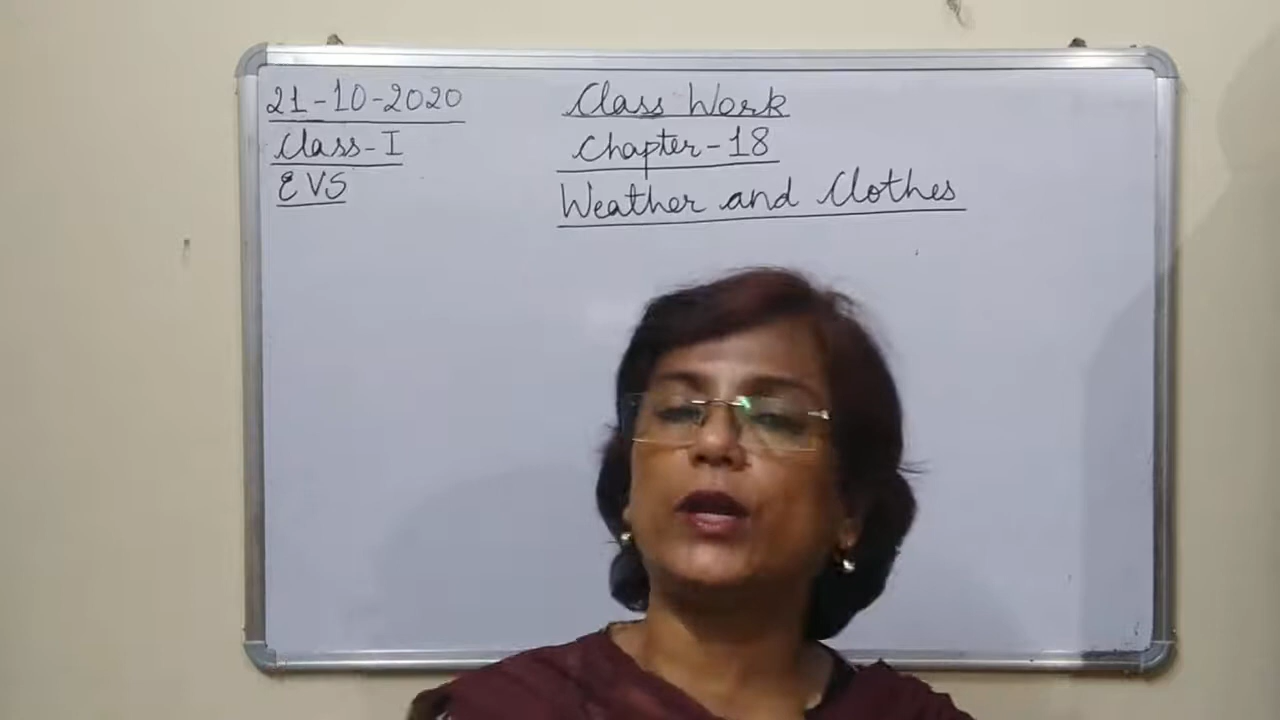 21-10-2020
Class-I
EVS
Class Work
Chapter-18
Weather and Clothes